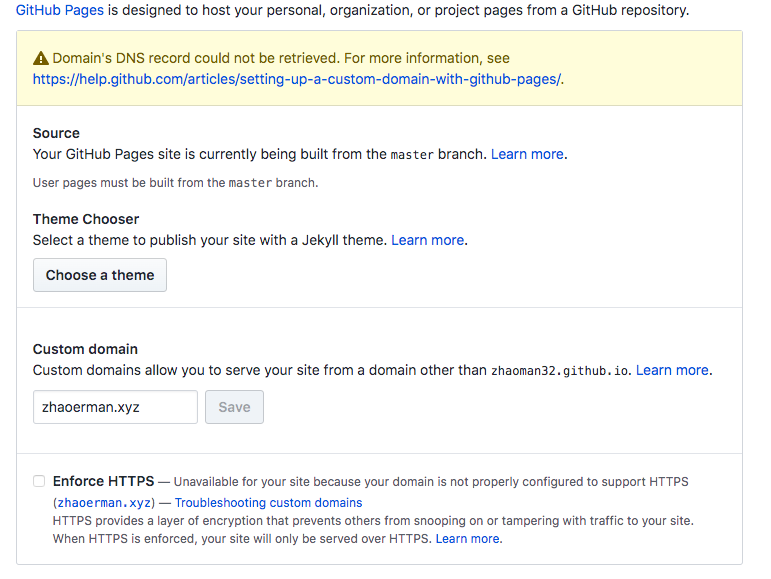 GitHub Pages is designed to host your personal, organization, or project pages from a GitHub repository.
Domain's DNS record could not be retrieved. For more information, see
https://help.github.com/articles/setting-up-a-custom-domain-with-github-pages/.
Source
Your GitHub Pages site is currently being built from the master branch. Learn more.
User pages must be built from the master branch.
Theme Chooser
Select a theme to publish your site with a Jekyll theme. Learn more.
Choose a theme
Custom domain
Custom domains allow you to serve your site from a domain other than zhaoman32.github.io. Learn more.
zhaoerman.xyz Save
Enforce HTTPS — Unavailable for your site because your domain is not properly configured to support HTTPS
(zhaoerman.xyz) — Troubleshooting custom domains
HTTPS provides a layer of encryption that prevents others from snooping on or tampering with traffic to your site.
When HTTPS is enforced, your site will only be served over HTTPS. Learn more.